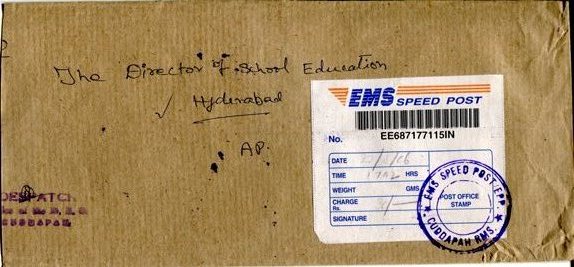 The Director of School Education
Hyderabad
AP.
EMS SPEED POST
No.
EE687177115IN
DATE
TIME HRS
WEIGHT GMS
CHARGE
Rs.
SIGNATURE
EMS SPEED POST/EPP
POST OFFICE
STAMP
CUDDAPAH RMS.
DESPATCH